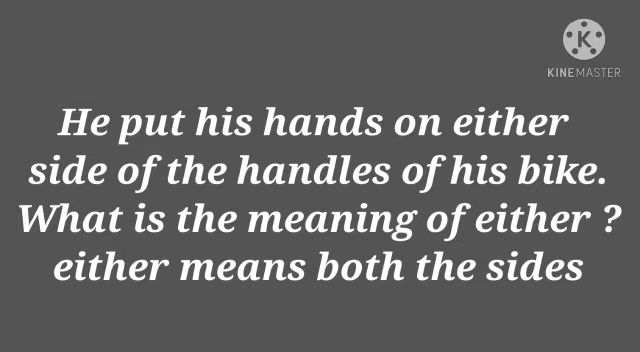 KINEMASTER
He put his hands on either
side of the handles of his bike.
What is the meaning of either ?
either means both the sides